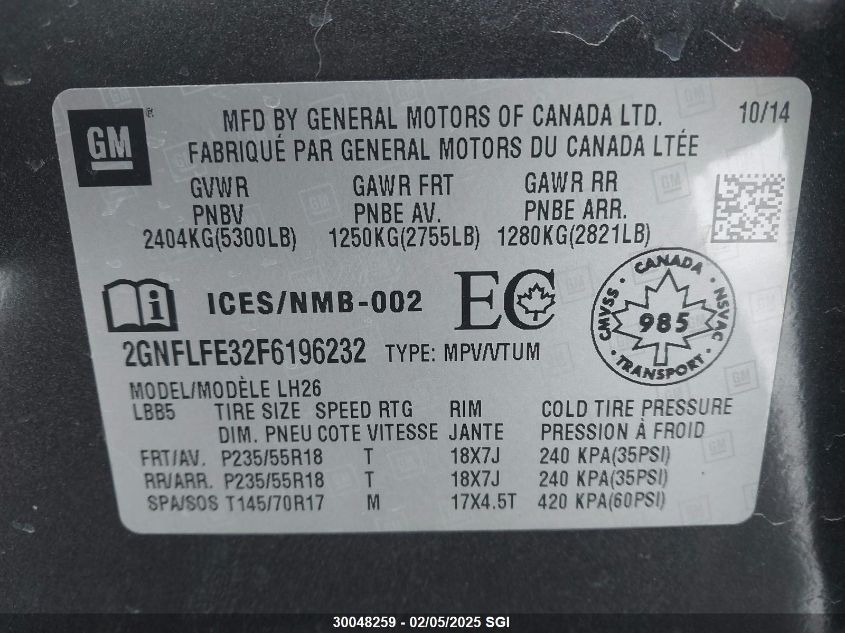 GM
®
MFD BY GENERAL MOTORS OF CANADA LTD.
10/14
FABRIQUÉ PAR GENERAL MOTORS DU CANADA LTÉE
GVWR GAWR FRT GAWR RR
PNBV PNBE AV. PNBE ARR.
2404KG(5300LB) 1250KG(2755LB) 1280KG(2821LB)
ICES/NMB-002
EC
CANADA
CMVSS
NSVAC
985
2GNFLFE32F6196232 TYPE: MPV/VTUM
MODEL/MODÈLE LH26
LBB5 TIRE SIZE SPEED RTG RIM COLD TIRE PRESSURE
DIM. PNEU COTE VITESSE JANTE PRESSION À FROID
FRT/AV. P235/55R18 T 18X7J 240 KPA(35PSI)
RR/ARR. P235/55R18 T 18X7J 240 KPA(35PSI)
SPA/SOS T145/70R17 M 17X4.5T 420 KPA(60PSI)
30048259 - 02/05/2025 SGI